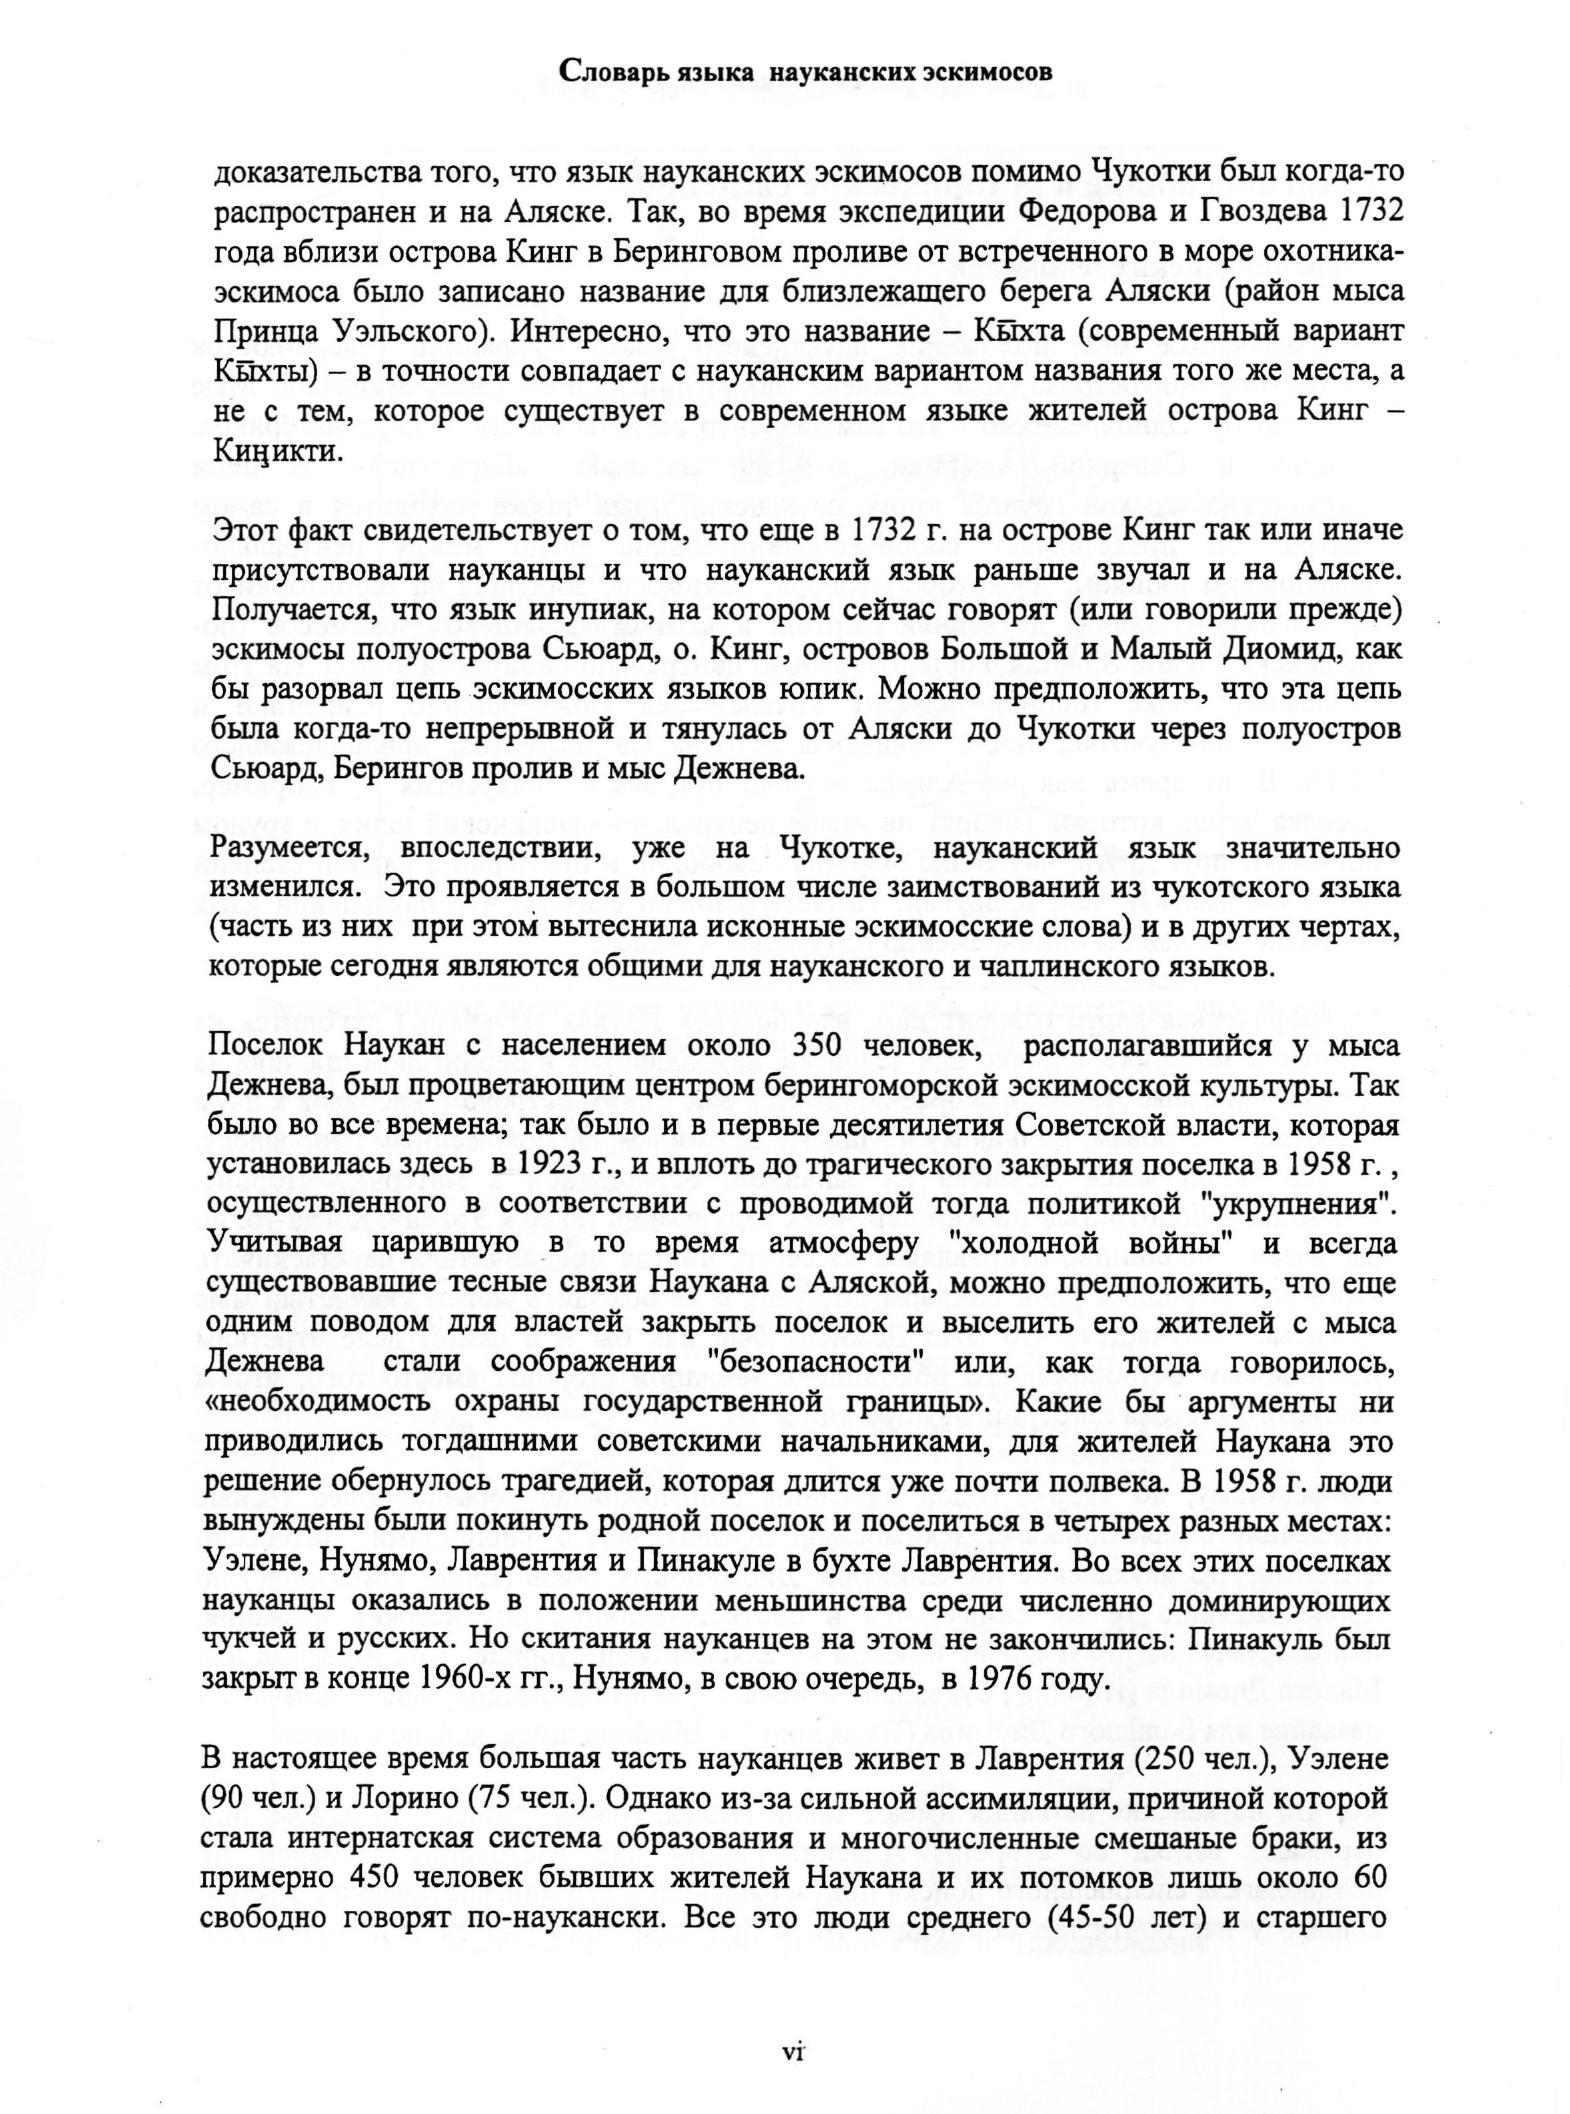 Словарь языка науканских эскимосов
доказательства того, что язык науканских эскимосов помимо Чукотки был когда-то
распространен и на Аляске. Так, во время экспедиции Федорова и Гвоздева 1732
года вблизи острова Кинг в Беринговом проливе от встреченного в море охотника-
эскимоса было записано название для близлежащего берега Аляски (район мыса
Принца Уэльского). Интересно, что это название – Кы̄хта (современный вариант
Кы̄хты) – в точности совпадает с науканским вариантом названия того же места, а
не с тем, которое существует в современном языке жителей острова Кинг –
Киӈикти.
Этот факт свидетельствует о том, что еще в 1732 г. на острове Кинг так или иначе
присутствовали науканцы и что науканский язык раньше звучал и на Аляске.
Получается, что язык инупиак, на котором сейчас говорят (или говорили прежде)
эскимосы полуострова Сьюард, о. Кинг, островов Большой и Малый Диомид, как
бы разорвал цепь эскимосских языков юпик. Можно предположить, что эта цепь
была когда-то непрерывной и тянулась от Аляски до Чукотки через полуостров
Сьюард, Берингов пролив и мыс Дежнева.
Разумеется, впоследствии, уже на Чукотке, науканский язык значительно
изменился. Это проявляется в большом числе заимствований из чукотского языка
(часть из них при этом вытеснила исконные эскимосские слова) и в других чертах,
которые сегодня являются общими для науканского и чаплинского языков.
Поселок Наукан с населением около 350 человек, располагавшийся у мыса
Дежнева, был процветающим центром берингоморской эскимосской культуры. Так
было во все времена; так было и в первые десятилетия Советской власти, которая
установилась здесь в 1923 г., и вплоть до трагического закрытия поселка в 1958 г. ,
осуществленного в соответствии с проводимой тогда политикой "укрупнения".
Учитывая царившую в то время атмосферу "холодной войны" и всегда
существовавшие тесные связи Наукана с Аляской, можно предположить, что еще
одним поводом для властей закрыть поселок и выселить его жителей с мыса
Дежнева стали соображения "безопасности" или, как тогда говорилось,
«необходимость охраны государственной границы». Какие бы аргументы ни
приводились тогдашними советскими начальниками, для жителей Наукана это
решение обернулось трагедией, которая длится уже почти полвека. В 1958 г. люди
вынуждены были покинуть родной поселок и поселиться в четырех разных местах:
Уэлене, Нунямо, Лаврентия и Пинакуле в бухте Лаврентия. Во всех этих поселках
науканцы оказались в положении меньшинства среди численно доминирующих
чукчей и русских. Но скитания науканцев на этом не закончились: Пинакуль был
закрыт в конце 1960-х гг., Нунямо, в свою очередь, в 1976 году.
В настоящее время большая часть науканцев живет в Лаврентия (250 чел.), Уэлене
(90 чел.) и Лорино (75 чел.). Однако из-за сильной ассимиляции, причиной которой
стала интернатская система образования и многочисленные смешаные браки, из
примерно 450 человек бывших жителей Наукана и их потомков лишь около 60
свободно говорят по-наукански. Все это люди среднего (45-50 лет) и старшего
vi